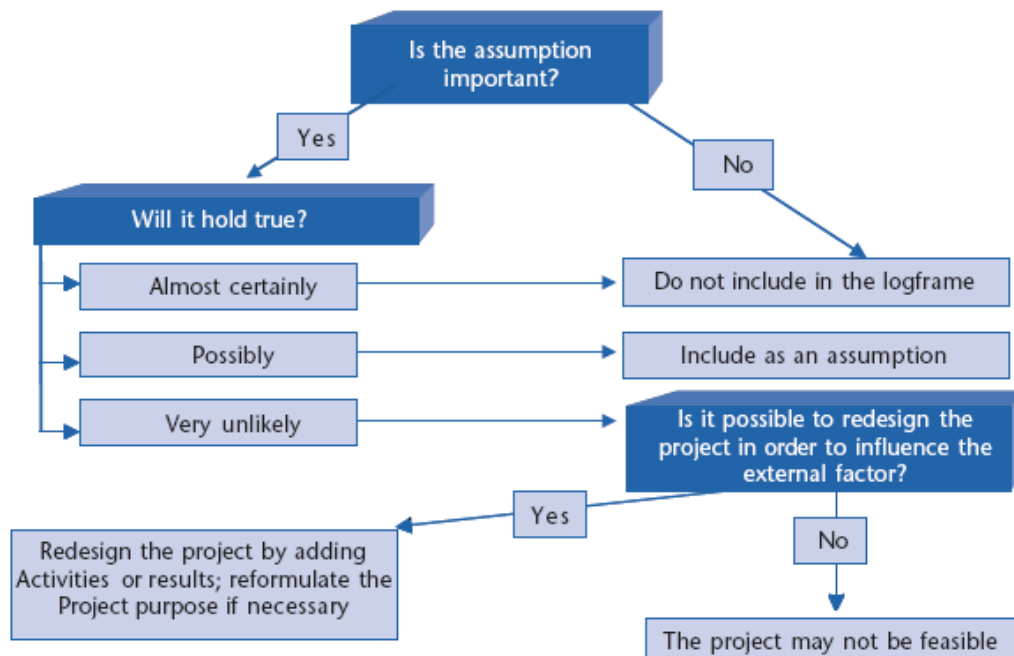 Is the assumption
important?
Yes
No
Will it hold true?
Almost certainly
Do not include in the logframe
Possibly
Include as an assumption
Very unlikely
Is it possible to redesign the
project in order to influence the
external factor?
Yes
No
Redesign the project by adding
Activities or results; reformulate the
Project purpose if necessary
The project may not be feasible